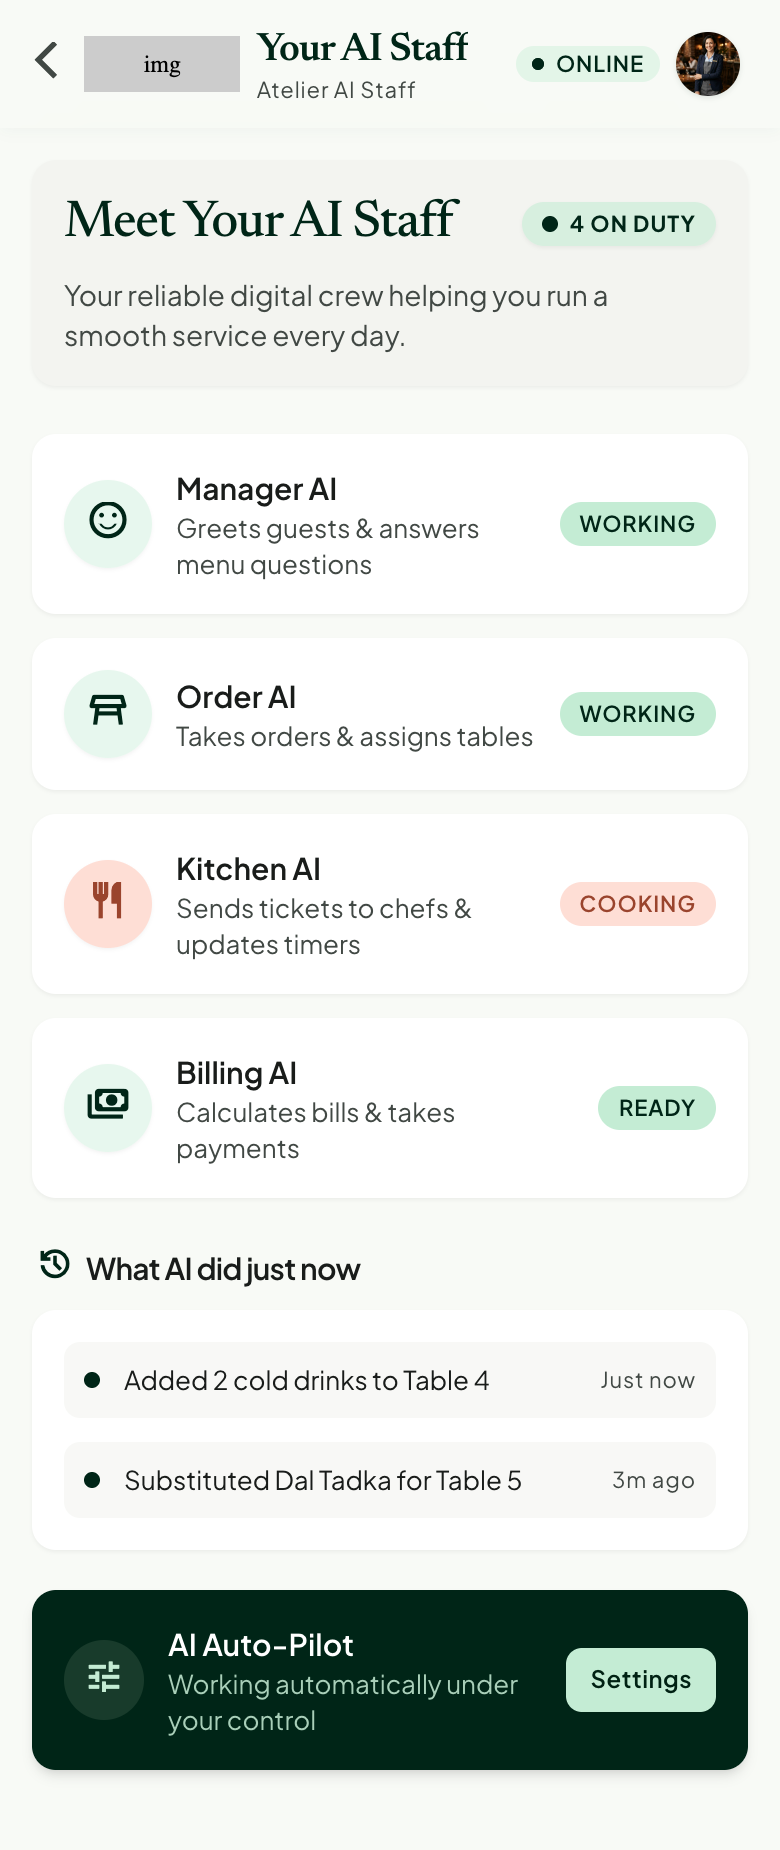 img
Your AI Staff
Atelier AI Staff
ONLINE
Meet Your AI Staff
4 ON DUTY
Your reliable digital crew helping you run a
smooth service every day.
Manager AI
Greets guests & answers
menu questions
WORKING
Order AI
Takes orders & assigns tables
WORKING
Kitchen AI
Sends tickets to chefs &
updates timers
COOKING
Billing AI
Calculates bills & takes
payments
READY
What AI did just now
Added 2 cold drinks to Table 4
Just now
Substituted Dal Tadka for Table 5
3m ago
AI Auto-Pilot
Working automatically under
your control
Settings